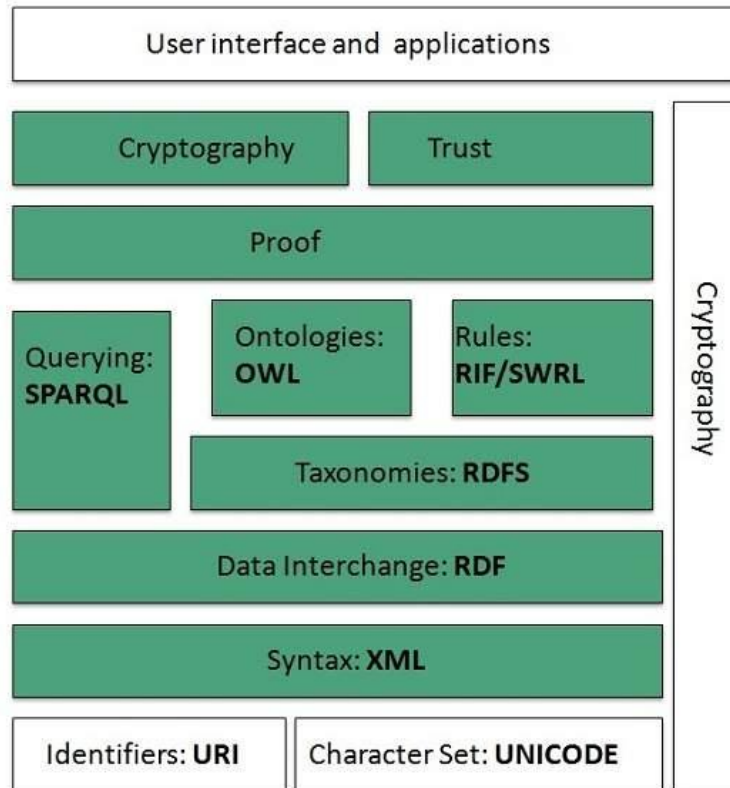 User interface and applications
Cryptography
Trust
Proof
Querying:
SPARQL
Ontologies:
OWL
Rules:
RIF/SWRL
Taxonomies: RDFS
Data Interchange: RDF
Syntax: XML
Identifiers: URI
Character Set: UNICODE
Cryptography